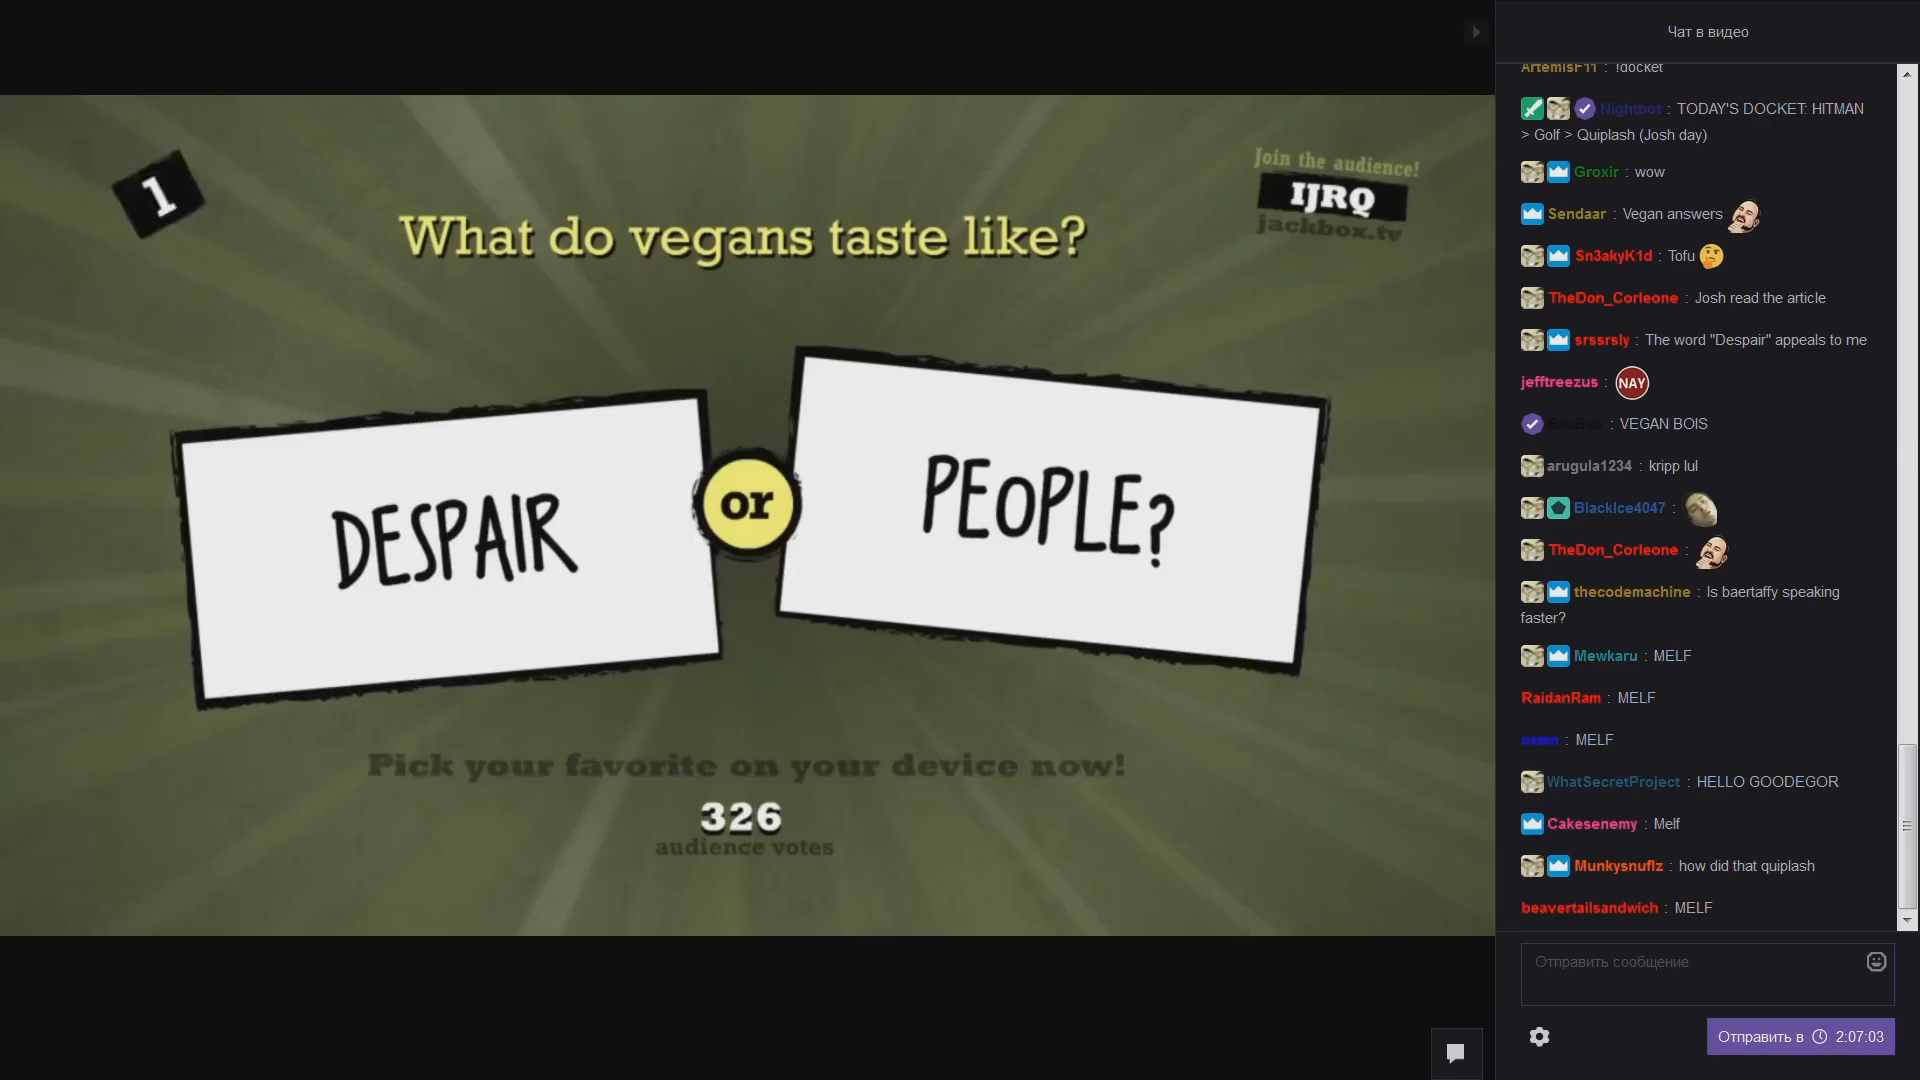 1
Join the audience!
IJRQ
jackbox.tv
What do vegans taste like?
DESPAIR
or
PEOPLE?
Pick your favorite on your device now!
326
audience votes
Чат в видео
ArtemisF11 : !docket
Nightbot : TODAY'S DOCKET: HITMAN
> Golf > Quiplash (Josh day)
Groxir : wow
Sendaar : Vegan answers
Sn3akyK1d : Tofu
TheDon_Corleone : Josh read the article
srssrsly : The word "Despair" appeals to me
jefftreezus : NAY
: VEGAN BOIS
arugula1234 : kripp lul
BlackIce4047 :
TheDon_Corleone :
thecodemachine : Is baertaffy speaking
faster?
Mewkaru : MELF
RaidanRam : MELF
: MELF
WhatSecretProject : HELLO GOODEGOR
Cakesenemy : Melf
Munkysnuflz : how did that quiplash
beavertailsandwich : MELF
Отправить сообщение
Отправить в 2:07:03